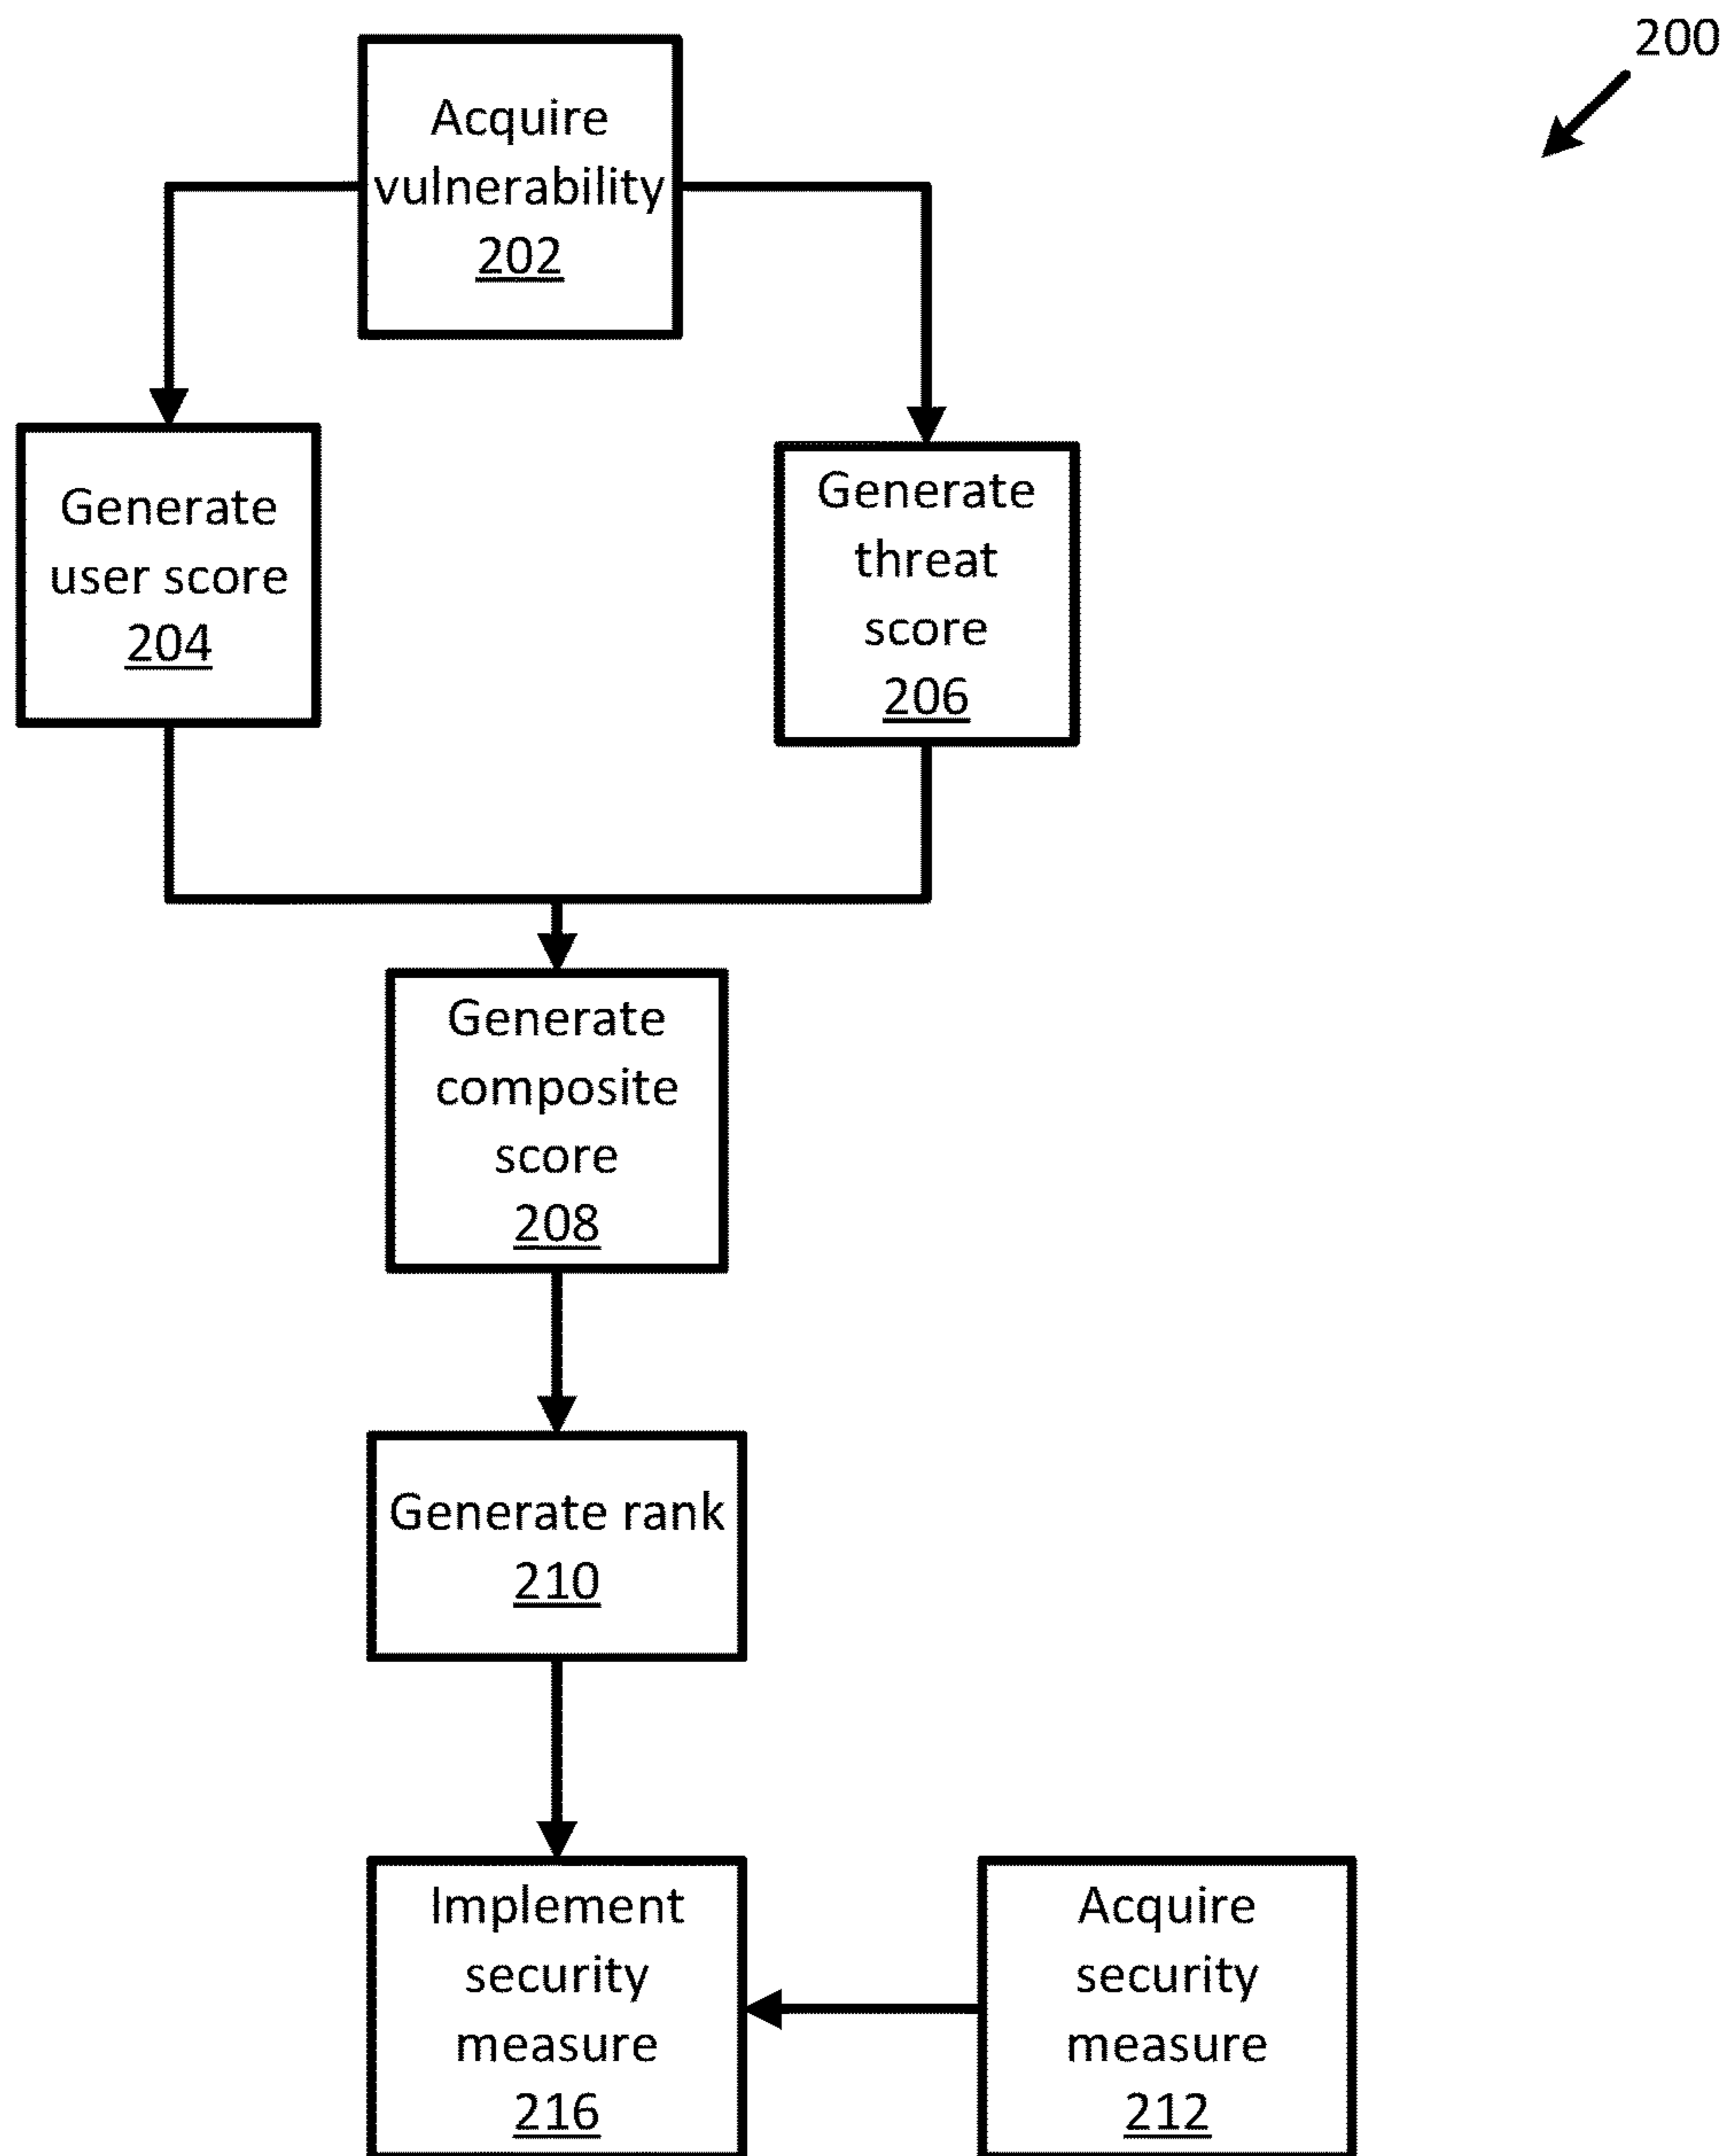 200
Acquire
vulnerability
202
Generate
user score
204
Generate
threat
score
206
Generate
composite
score
208
Generate rank
210
Implement
security
measure
216
Acquire
security
measure
212